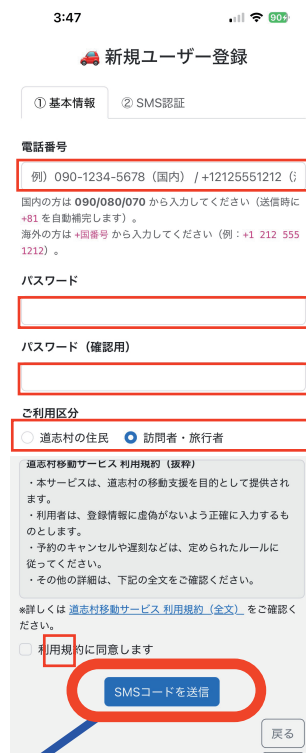 3:47
90
🚗 新規ユーザー登録
① 基本情報
② SMS認証
電話番号
例）090-1234-5678（国内） / +12125551212（
国内の方は 090/080/070 から入力してください（送信時に
+81 を自動補完します）。
海外の方は +国番号 から入力してください（例：+1 212 555
1212）。
パスワード
パスワード（確認用）
ご利用区分
道志村の住民
訪問者・旅行者
道志村移動サービス 利用規約（抜粋）
・本サービスは、道志村の移動支援を目的として提供され
ます。
・利用者は、登録情報に虚偽がないよう正確に入力するも
のとします。
・予約のキャンセルや遅刻などは、定められたルールに
従ってください。
・その他の詳細は、下記の全文をご確認ください。
※詳しくは 道志村移動サービス 利用規約（全文） をご確認く
ださい。
利用規約に同意します
SMSコードを送信
戻る